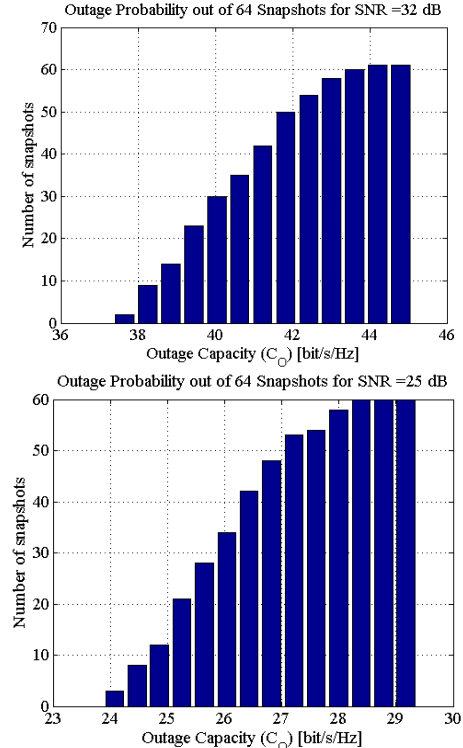 Outage Probability out of 64 Snapshots for SNR =32 dB
70
60
50
40
30
20
10
0
Number of snapshots
36 38 40 42 44 46
Outage Capacity (C_O) [bit/s/Hz]
Outage Probability out of 64 Snapshots for SNR =25 dB
60
50
40
30
20
10
0
Number of snapshots
23 24 25 26 27 28 29 30
Outage Capacity (C_O) [bit/s/Hz]